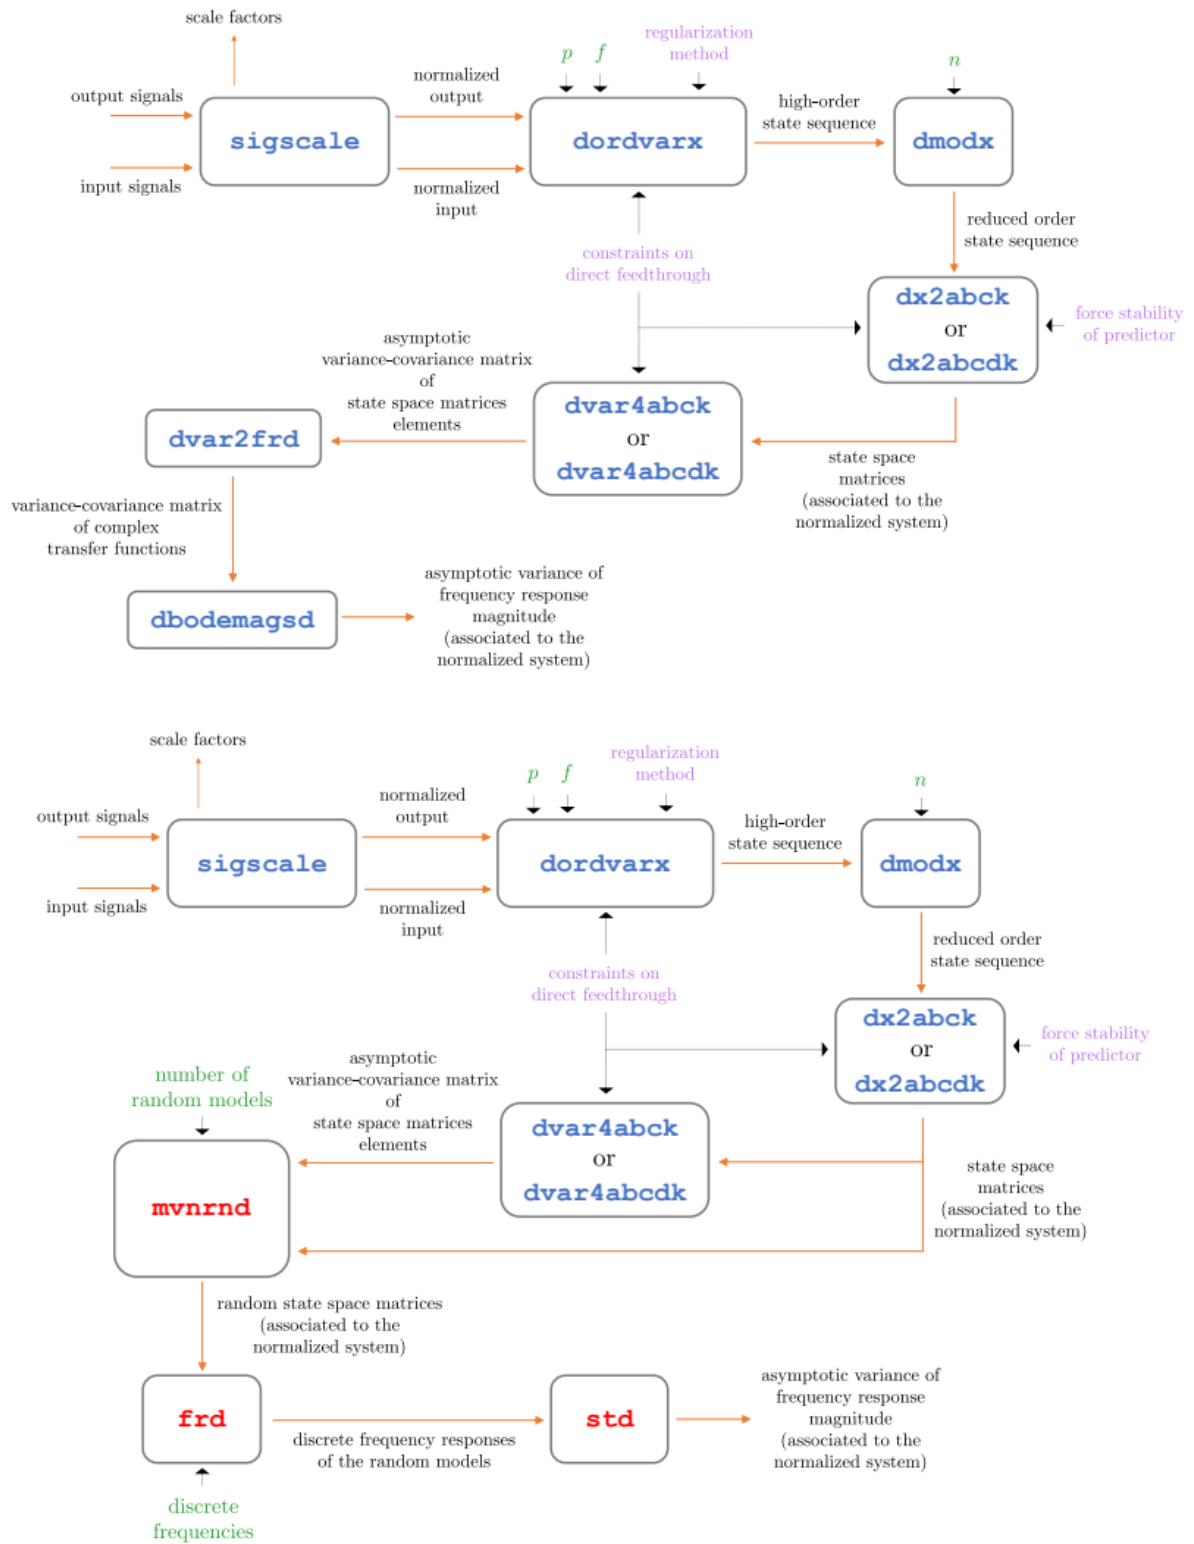 scale factors
output signals
input signals
sigscale
normalized
output
normalized
input
p
f
regularization
method
dordvarx
high-order
state sequence
n
dmodx
reduced order
state sequence
constraints on
direct feedthrough
dx2abck
or
dx2abcdk
force stability
of predictor
state space
matrices
(associated to the
normalized system)
dvar4abck
or
dvar4abcdk
asymptotic
variance-covariance matrix
of
state space matrices
elements
dvar2frd
variance-covariance matrix
of complex
transfer functions
dbodemagsd
asymptotic variance of
frequency response
magnitude
(associated to the
normalized system)
scale factors
output signals
input signals
sigscale
normalized
output
normalized
input
p
f
regularization
method
dordvarx
high-order
state sequence
n
dmodx
reduced order
state sequence
constraints on
direct feedthrough
dx2abck
or
dx2abcdk
force stability
of predictor
state space
matrices
(associated to the
normalized system)
dvar4abck
or
dvar4abcdk
asymptotic
variance-covariance matrix
of
state space matrices
elements
number of
random models
mvnrnd
random state space matrices
(associated to the
normalized system)
frd
discrete
frequencies
discrete frequency responses
of the random models
std
asymptotic variance of
frequency response
magnitude
(associated to the
normalized system)